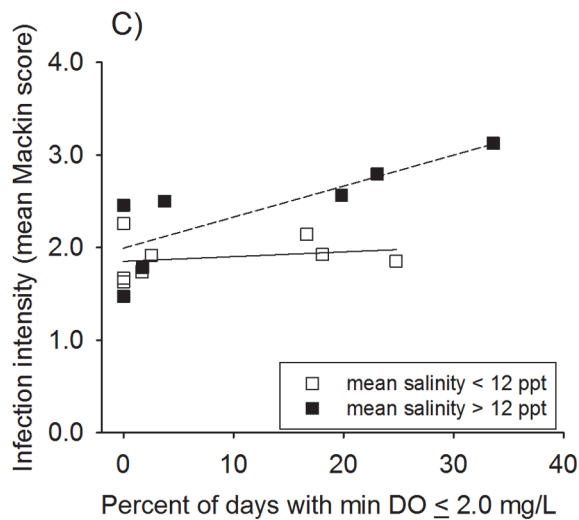 C)
Infection intensity (mean Mackin score)
4.0
3.0
2.0
1.0
0.0
mean salinity < 12 ppt
mean salinity > 12 ppt
0 10 20 30 40
Percent of days with min DO ≤ 2.0 mg/L